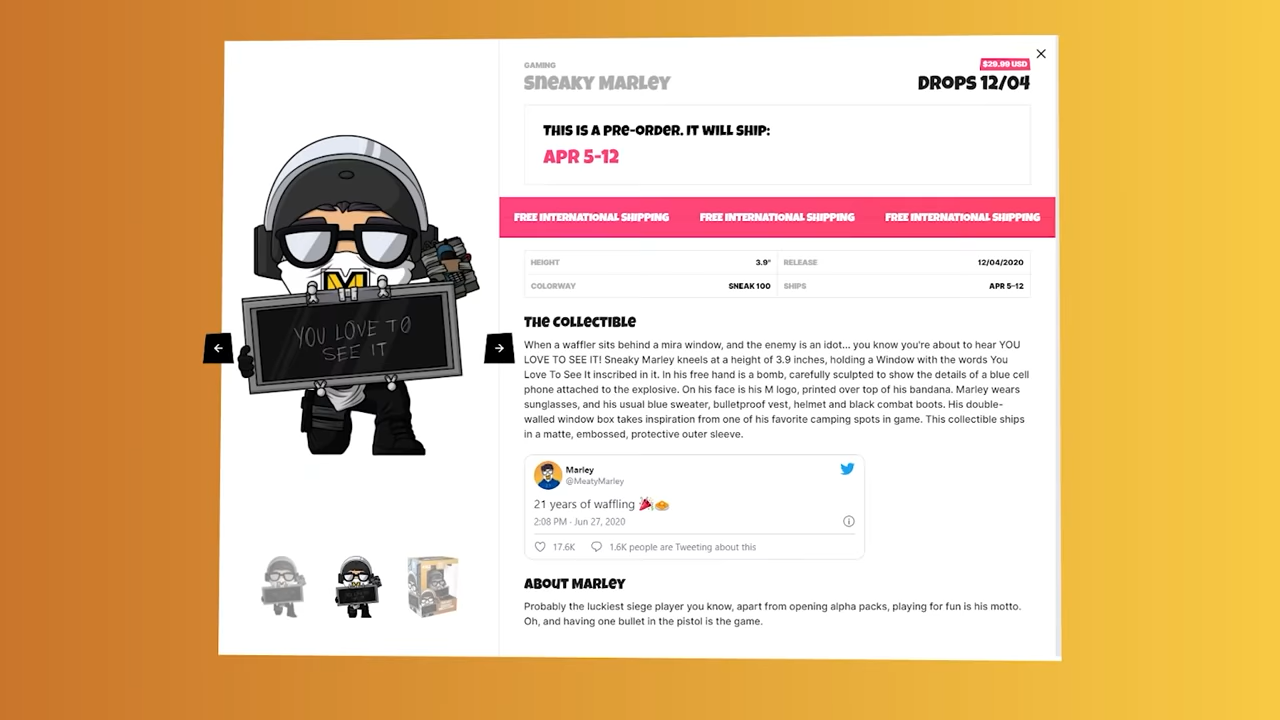 GAMING
$29.99 USD
Sneaky Marley
DROPS 12/04
THIS IS A Pre-ORDER. IT WILL SHIP:
APR 5-12
FREE INTERNATIONAL SHIPPING FREE INTERNATIONAL SHIPPING FREE INTERNATIONAL SHIPPING
HEIGHT 3.9" RELEASE 12/04/2020
COLORWAY SNEAK 100 SHIPS APR 5-12
M
YOU LOVE TO
SEE IT
THE COLLECTIBLE
When a waffler sits behind a mira window, and the enemy is an idot... you know you're about to hear YOU
LOVE TO SEE IT! Sneaky Marley kneels at a height of 3.9 inches, holding a Window with the words You
Love To See It inscribed in it. In his free hand is a bomb, carefully sculpted to show the details of a blue cell
phone attached to the explosive. On his face is his M logo, printed over top of his bandana. Marley wears
sunglasses, and his usual blue sweater, bulletproof vest, helmet and black combat boots. His double-
walled window box takes inspiration from one of his favorite camping spots in game. This collectible ships
in a matte, embossed, protective outer sleeve.
Marley
@MeatyMarley
21 years of waffling 🎉🥧
2:08 PM · Jun 27, 2020
17.6K 1.6K people are Tweeting about this
ABOUT MARLEY
Probably the luckiest siege player you know, apart from opening alpha packs, playing for fun is his motto.
Oh, and having one bullet in the pistol is the game.